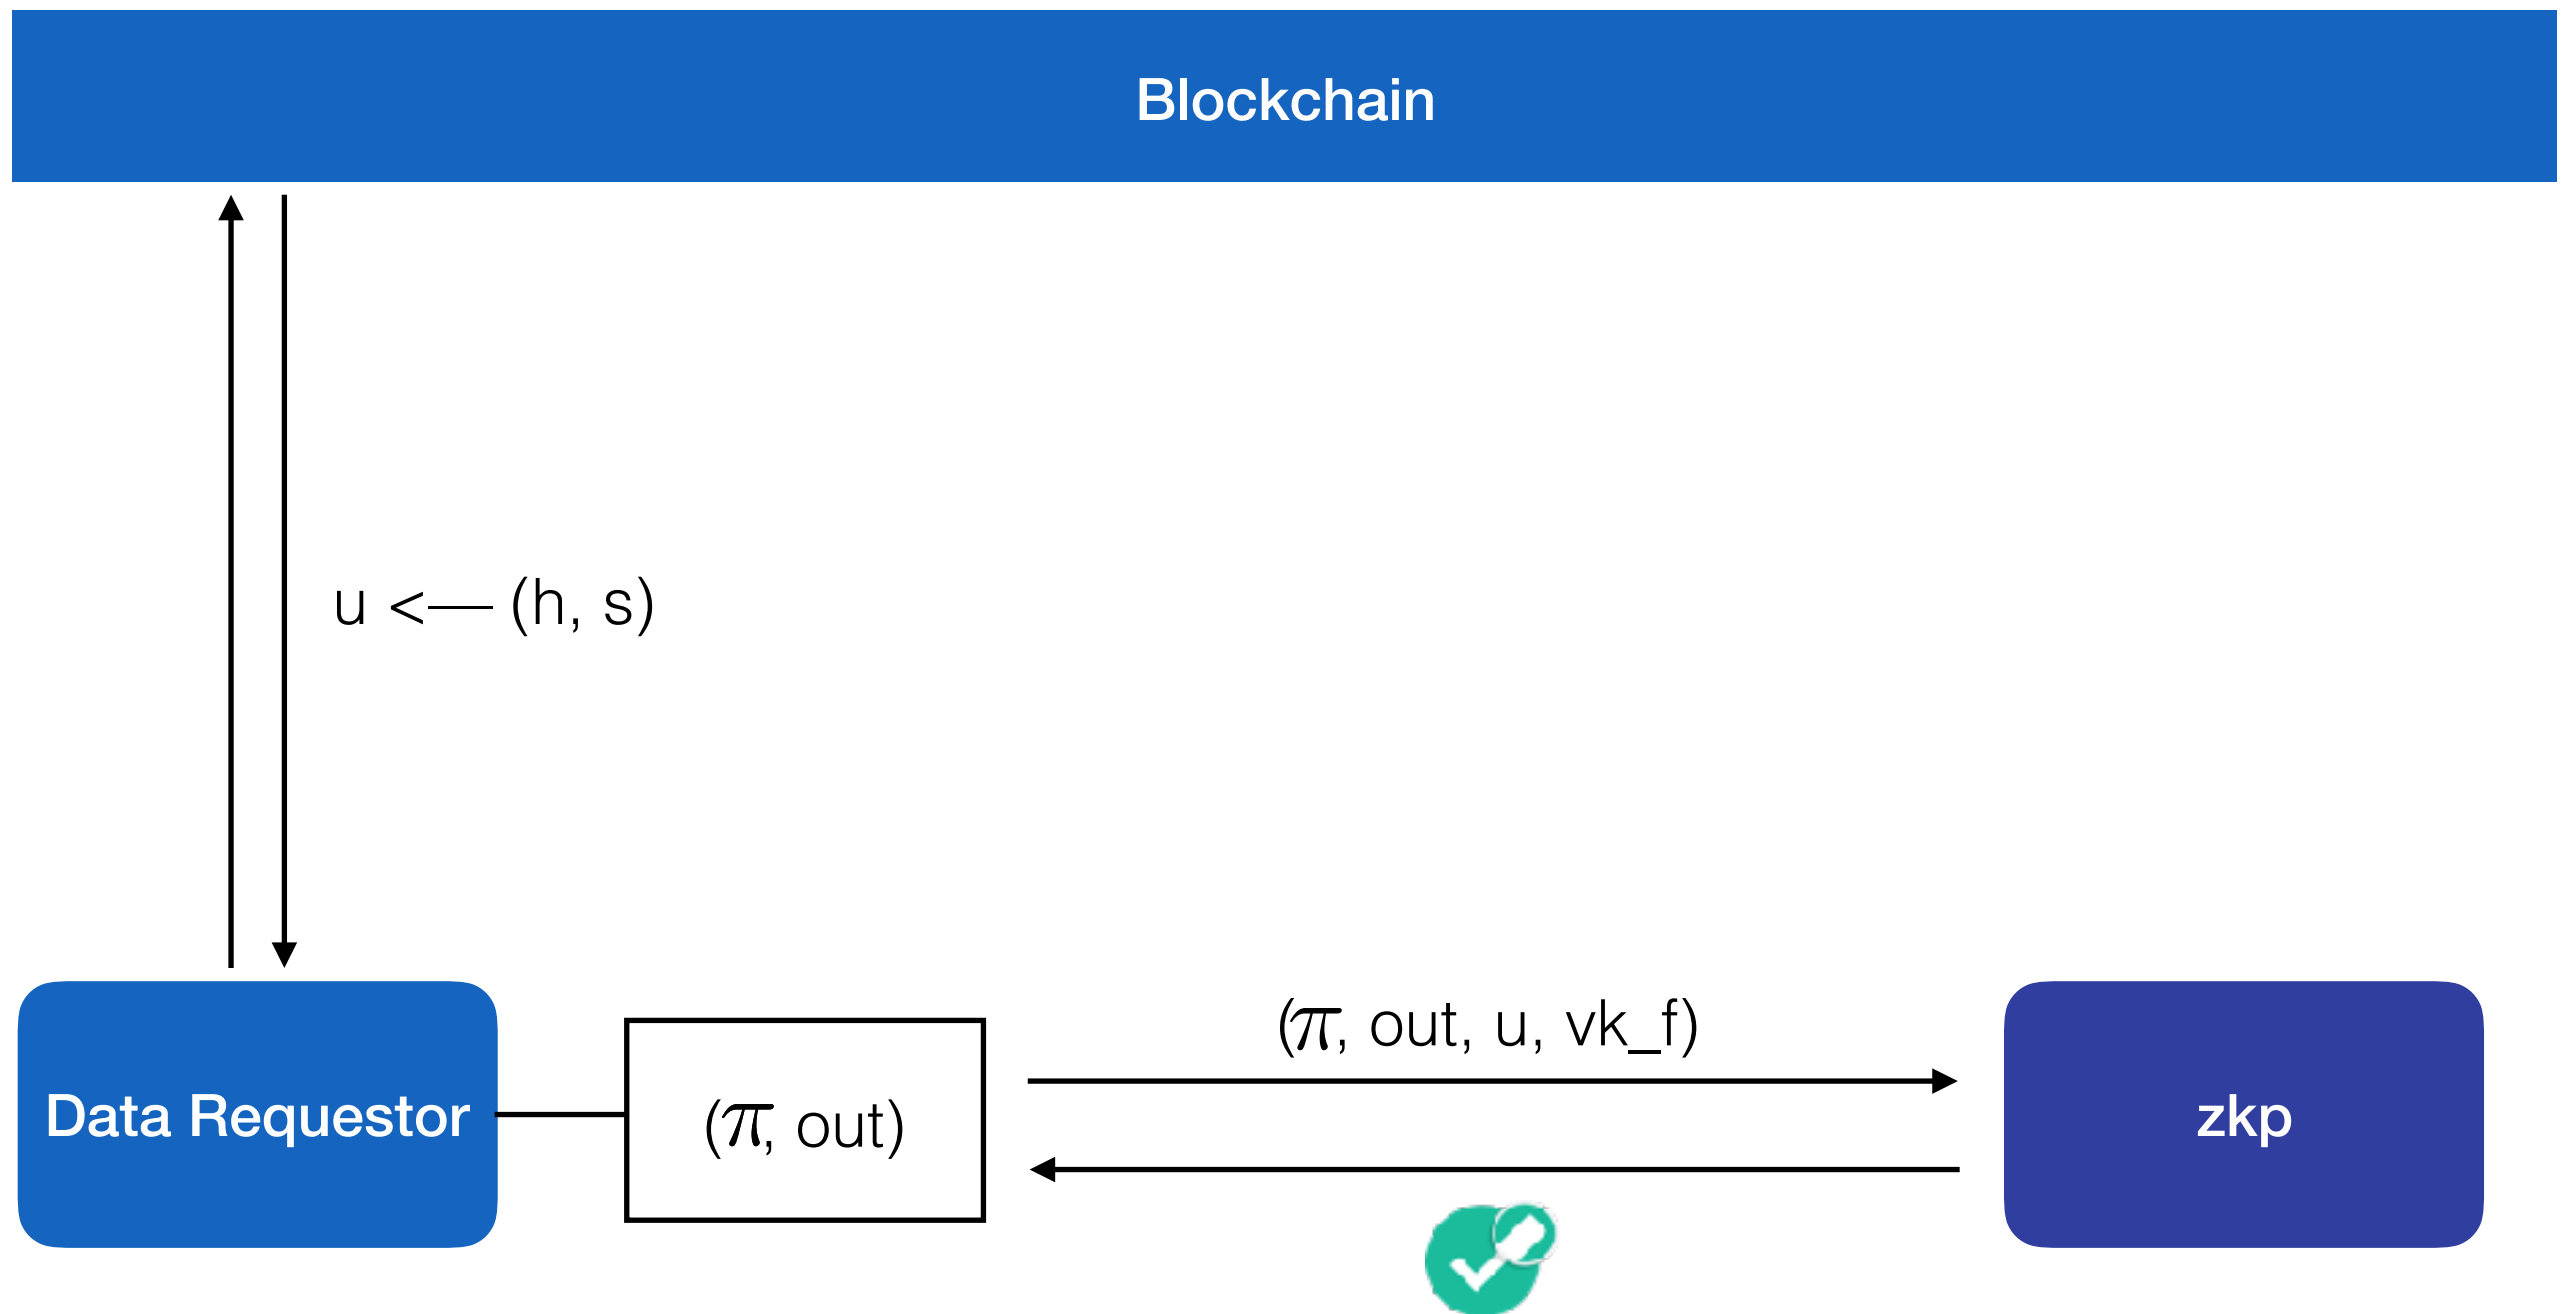 Blockchain
u <— (h, s)
(π, out, u, vk_f)
Data Requestor
(π, out)
zkp